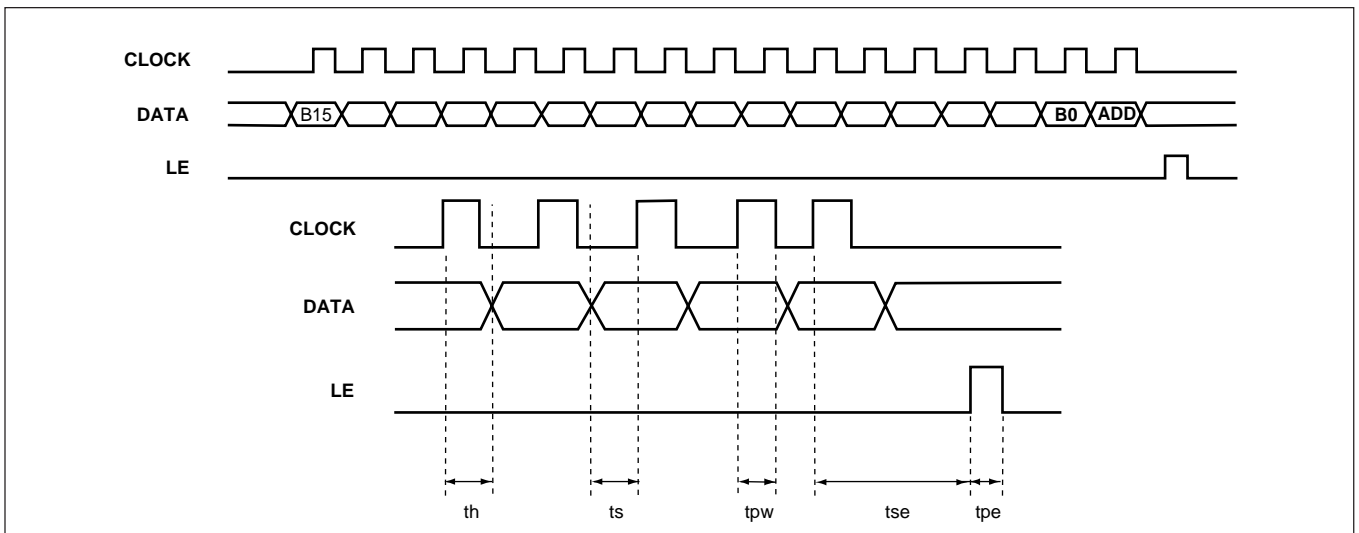 CLOCK
DATA B15 B0 ADD
LE
CLOCK
DATA
LE
th ts tpw tse tpe